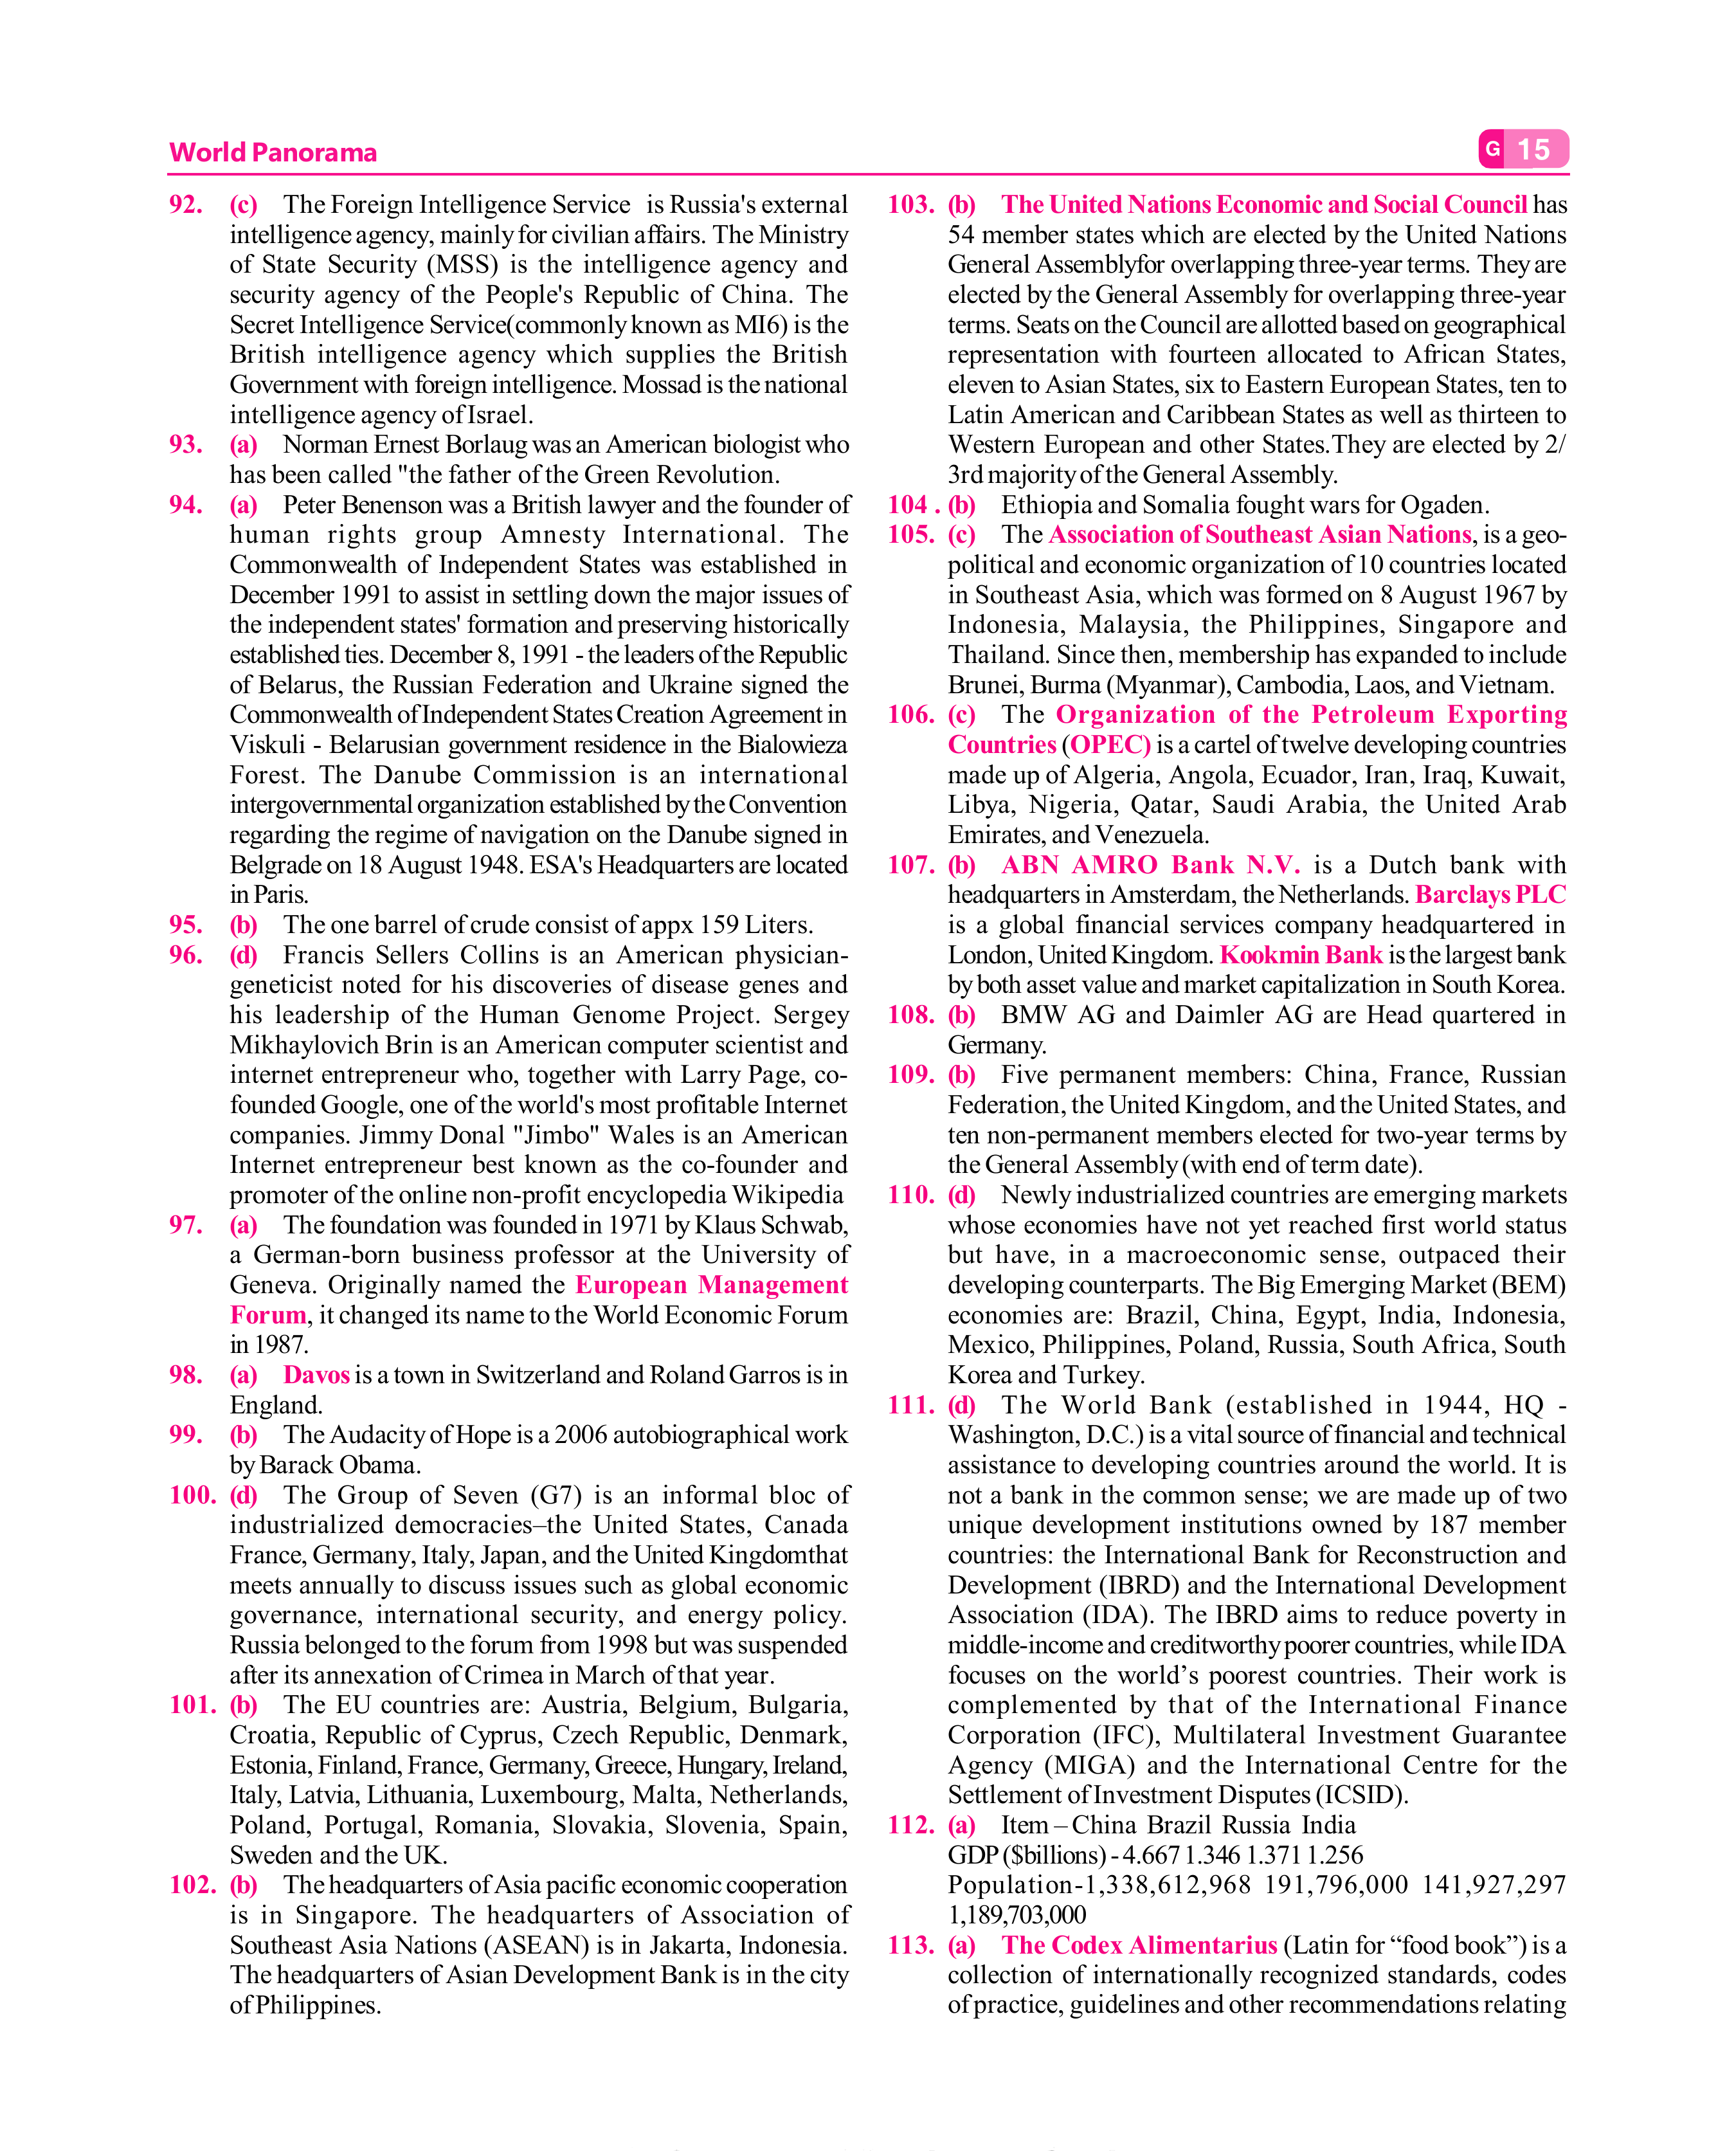 World Panorama
G 15
92. (c) The Foreign Intelligence Service is Russia's external
intelligence agency, mainly for civilian affairs. The Ministry
of State Security (MSS) is the intelligence agency and
security agency of the People's Republic of China. The
Secret Intelligence Service(commonly known as MI6) is the
British intelligence agency which supplies the British
Government with foreign intelligence. Mossad is the national
intelligence agency of Israel.
93. (a) Norman Ernest Borlaug was an American biologist who
has been called "the father of the Green Revolution.
94. (a) Peter Benenson was a British lawyer and the founder of
human rights group Amnesty International. The
Commonwealth of Independent States was established in
December 1991 to assist in settling down the major issues of
the independent states' formation and preserving historically
established ties. December 8, 1991 - the leaders of the Republic
of Belarus, the Russian Federation and Ukraine signed the
Commonwealth of Independent States Creation Agreement in
Viskuli - Belarusian government residence in the Bialowieza
Forest. The Danube Commission is an international
intergovernmental organization established by the Convention
regarding the regime of navigation on the Danube signed in
Belgrade on 18 August 1948. ESA's Headquarters are located
in Paris.
95. (b) The one barrel of crude consist of appx 159 Liters.
96. (d) Francis Sellers Collins is an American physician-
geneticist noted for his discoveries of disease genes and
his leadership of the Human Genome Project. Sergey
Mikhaylovich Brin is an American computer scientist and
internet entrepreneur who, together with Larry Page, co-
founded Google, one of the world's most profitable Internet
companies. Jimmy Donal "Jimbo" Wales is an American
Internet entrepreneur best known as the co-founder and
promoter of the online non-profit encyclopedia Wikipedia
97. (a) The foundation was founded in 1971 by Klaus Schwab,
a German-born business professor at the University of
Geneva. Originally named the European Management
Forum, it changed its name to the World Economic Forum
in 1987.
98. (a) Davos is a town in Switzerland and Roland Garros is in
England.
99. (b) The Audacity of Hope is a 2006 autobiographical work
by Barack Obama.
100. (d) The Group of Seven (G7) is an informal bloc of
industrialized democracies–the United States, Canada
France, Germany, Italy, Japan, and the United Kingdomthat
meets annually to discuss issues such as global economic
governance, international security, and energy policy.
Russia belonged to the forum from 1998 but was suspended
after its annexation of Crimea in March of that year.
101. (b) The EU countries are: Austria, Belgium, Bulgaria,
Croatia, Republic of Cyprus, Czech Republic, Denmark,
Estonia, Finland, France, Germany, Greece, Hungary, Ireland,
Italy, Latvia, Lithuania, Luxembourg, Malta, Netherlands,
Poland, Portugal, Romania, Slovakia, Slovenia, Spain,
Sweden and the UK.
102. (b) The headquarters of Asia pacific economic cooperation
is in Singapore. The headquarters of Association of
Southeast Asia Nations (ASEAN) is in Jakarta, Indonesia.
The headquarters of Asian Development Bank is in the city
of Philippines.
103. (b) The United Nations Economic and Social Council has
54 member states which are elected by the United Nations
General Assemblyfor overlapping three-year terms. They are
elected by the General Assembly for overlapping three-year
terms. Seats on the Council are allotted based on geographical
representation with fourteen allocated to African States,
eleven to Asian States, six to Eastern European States, ten to
Latin American and Caribbean States as well as thirteen to
Western European and other States.They are elected by 2/
3rd majority of the General Assembly.
104 . (b) Ethiopia and Somalia fought wars for Ogaden.
105. (c) The Association of Southeast Asian Nations, is a geo-
political and economic organization of 10 countries located
in Southeast Asia, which was formed on 8 August 1967 by
Indonesia, Malaysia, the Philippines, Singapore and
Thailand. Since then, membership has expanded to include
Brunei, Burma (Myanmar), Cambodia, Laos, and Vietnam.
106. (c) The Organization of the Petroleum Exporting
Countries (OPEC) is a cartel of twelve developing countries
made up of Algeria, Angola, Ecuador, Iran, Iraq, Kuwait,
Libya, Nigeria, Qatar, Saudi Arabia, the United Arab
Emirates, and Venezuela.
107. (b) ABN AMRO Bank N.V. is a Dutch bank with
headquarters in Amsterdam, the Netherlands. Barclays PLC
is a global financial services company headquartered in
London, United Kingdom. Kookmin Bank is the largest bank
by both asset value and market capitalization in South Korea.
108. (b) BMW AG and Daimler AG are Head quartered in
Germany.
109. (b) Five permanent members: China, France, Russian
Federation, the United Kingdom, and the United States, and
ten non-permanent members elected for two-year terms by
the General Assembly (with end of term date).
110. (d) Newly industrialized countries are emerging markets
whose economies have not yet reached first world status
but have, in a macroeconomic sense, outpaced their
developing counterparts. The Big Emerging Market (BEM)
economies are: Brazil, China, Egypt, India, Indonesia,
Mexico, Philippines, Poland, Russia, South Africa, South
Korea and Turkey.
111. (d) The World Bank (established in 1944, HQ -
Washington, D.C.) is a vital source of financial and technical
assistance to developing countries around the world. It is
not a bank in the common sense; we are made up of two
unique development institutions owned by 187 member
countries: the International Bank for Reconstruction and
Development (IBRD) and the International Development
Association (IDA). The IBRD aims to reduce poverty in
middle-income and creditworthy poorer countries, while IDA
focuses on the world’s poorest countries. Their work is
complemented by that of the International Finance
Corporation (IFC), Multilateral Investment Guarantee
Agency (MIGA) and the International Centre for the
Settlement of Investment Disputes (ICSID).
112. (a) Item – China Brazil Russia India
GDP ($billions) - 4.667 1.346 1.371 1.256
Population-1,338,612,968 191,796,000 141,927,297
1,189,703,000
113. (a) The Codex Alimentarius (Latin for “food book”) is a
collection of internationally recognized standards, codes
of practice, guidelines and other recommendations relating